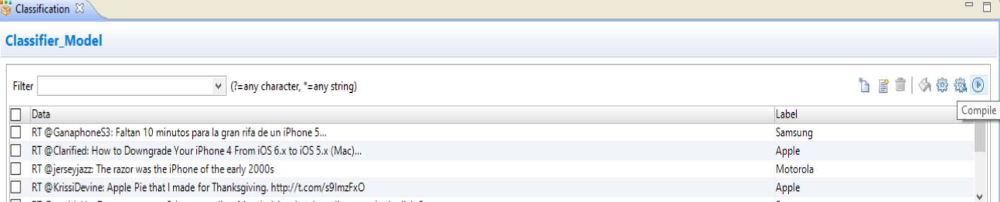 Classification
Classifier_Model
Filter (?=any character, *=any string)
Compile
Data Label
RT @GanaphoneS3: Faltan 10 minutos para la gran rifa de un iPhone 5... Samsung
RT @Clarified: How to Downgrade Your iPhone 4 From iOS 6.x to iOS 5.x (Mac)... Apple
RT @jerseyjazz: The razor was the iPhone of the early 2000s Motorola
RT @KrissiDevine: Apple Pie that I made for Thanksgiving. http://t.com/s9ImzFxO Apple